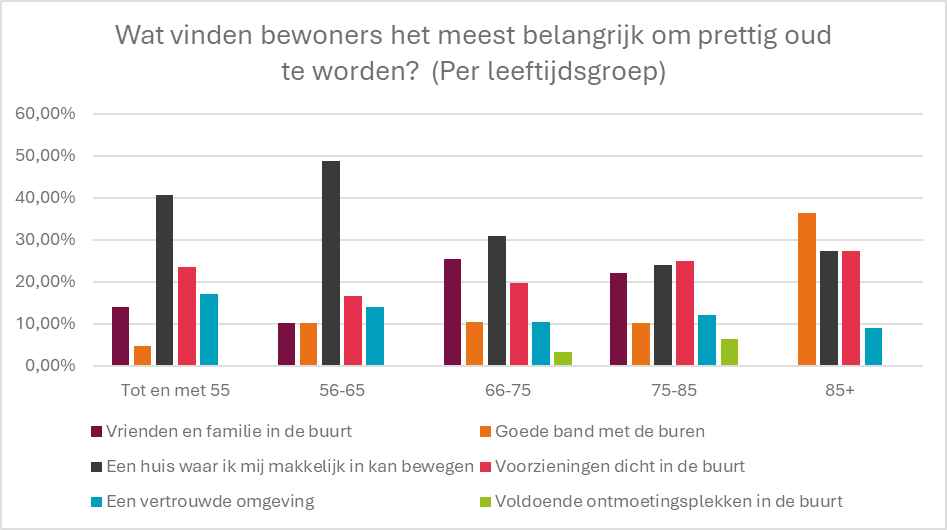 Wat vinden bewoners het meest belangrijk om prettig oud
te worden? (Per leeftijdsgroep)
60,00%
50,00%
40,00%
30,00%
20,00%
10,00%
0,00%
Tot en met 55 56-65 66-75 75-85 85+
Vrienden en familie in de buurt Goede band met de buren
Een huis waar ik mij makkelijk in kan bewegen Voorzieningen dicht in de buurt
Een vertrouwde omgeving Voldoende ontmoetingsplekken in de buurt